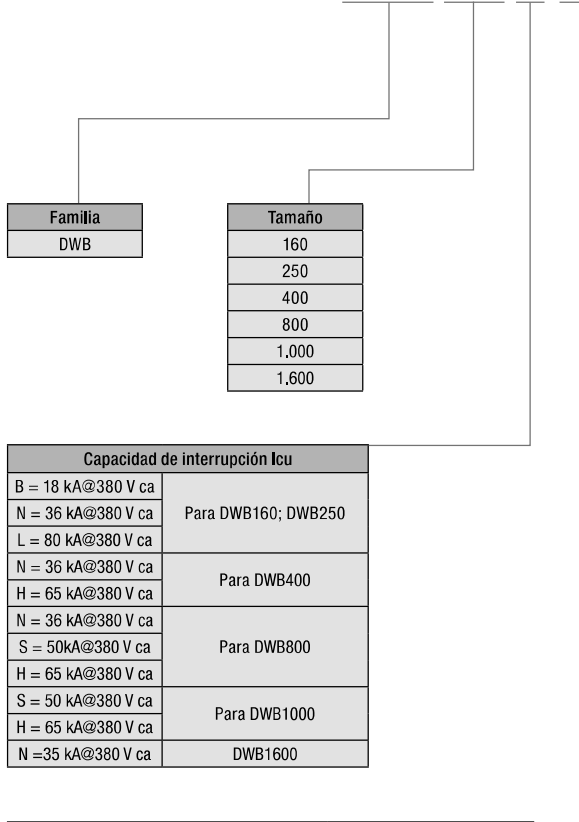 Familia
DWB
Tamaño
160
250
400
800
1.000
1.600
Capacidad de interrupción Icu
B = 18 kA@380 V ca
N = 36 kA@380 V ca
L = 80 kA@380 V ca
Para DWB160; DWB250
N = 36 kA@380 V ca
H = 65 kA@380 V ca
Para DWB400
N = 36 kA@380 V ca
S = 50kA@380 V ca
H = 65 kA@380 V ca
Para DWB800
S = 50 kA@380 V ca
H = 65 kA@380 V ca
Para DWB1000
N =35 kA@380 V ca
DWB1600